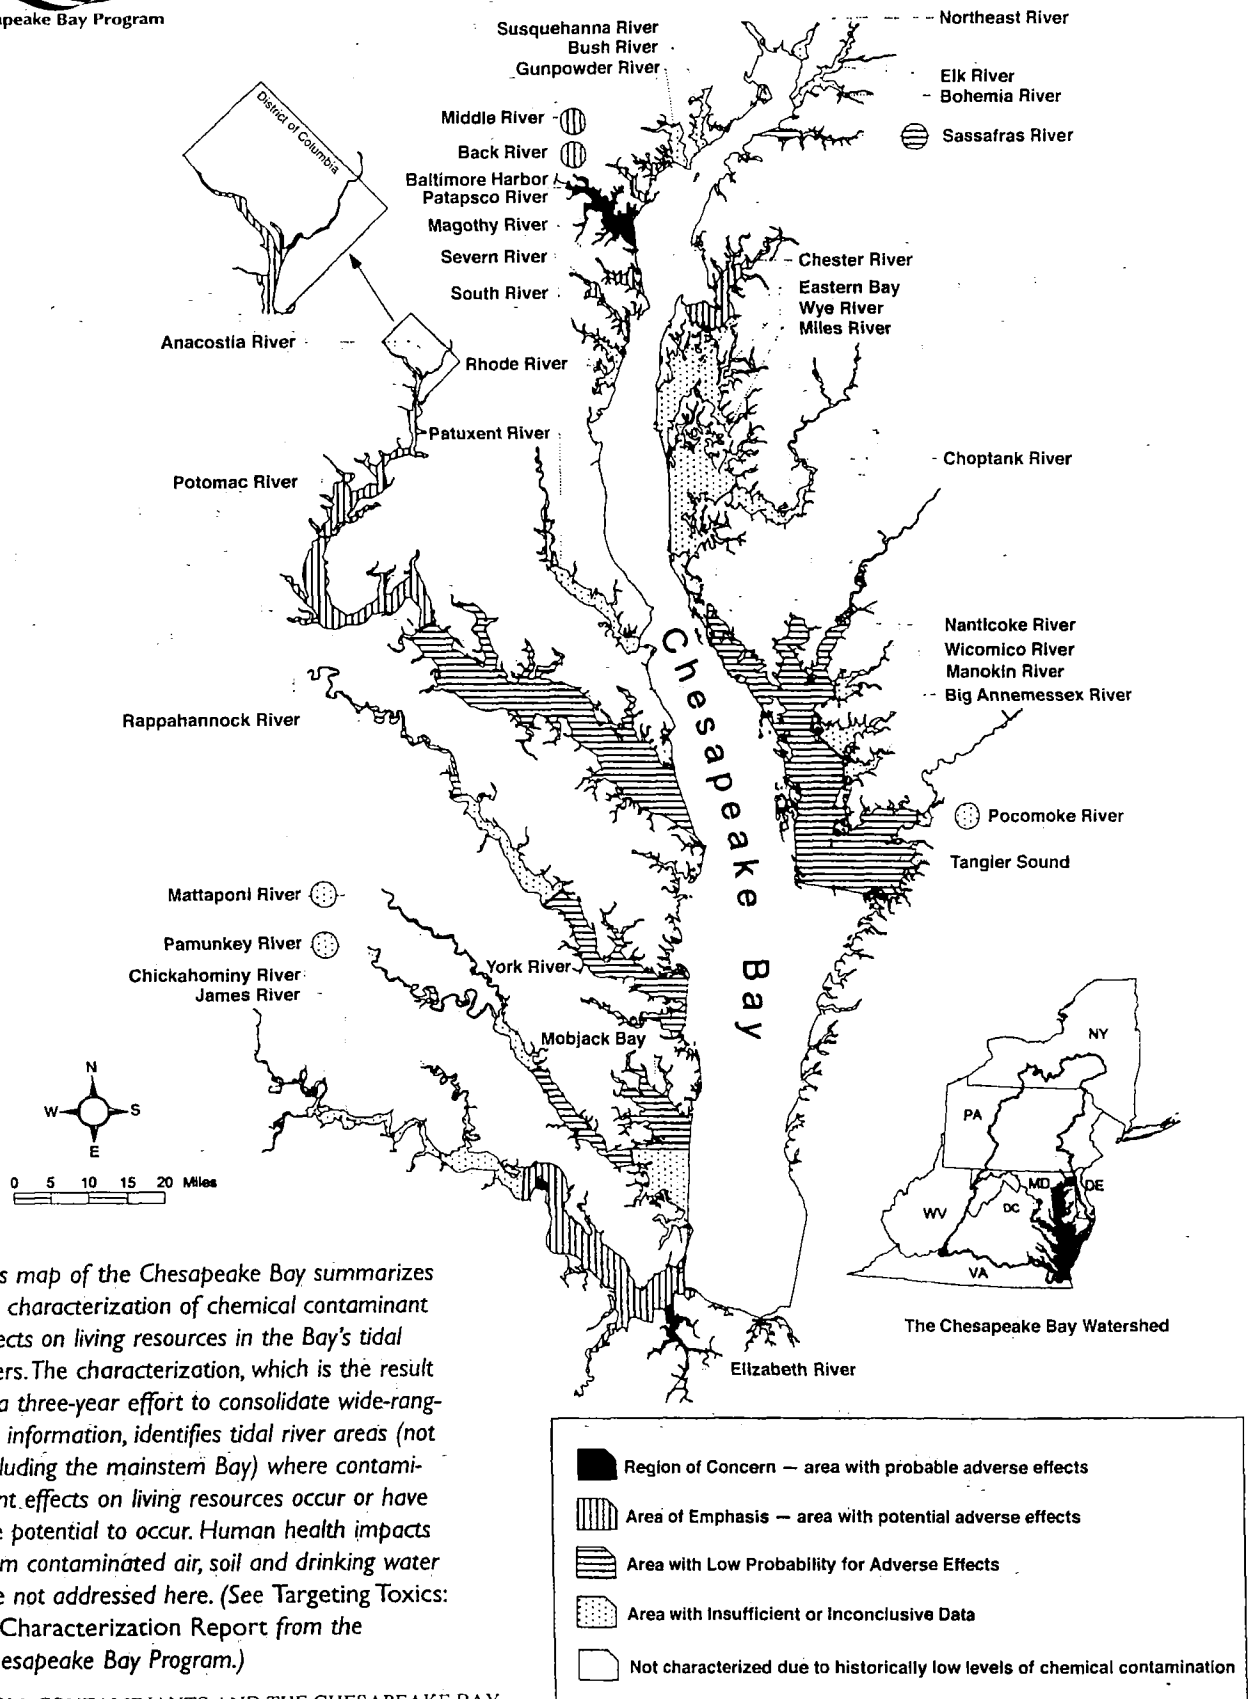 Chesapeake Bay Program
Northeast River
Susquehanna River
Bush River
Gunpowder River
Elk River
Bohemia River
Middle River
Sassafras River
Back River
Baltimore Harbor
Patapsco River
District of Columbia
Magothy River
Severn River
Chester River
South River
Eastern Bay
Wye River
Miles River
Anacostia River
Rhode River
Patuxent River
Choptank River
Potomac River
Nanticoke River
Wicomico River
Manokin River
Big Annemessex River
Rappahannock River
Chesapeake Bay
Pocomoke River
Tangier Sound
Mattaponi River
Pamunkey River
York River
Chickahominy River
James River
Mobjack Bay
N
W S
E
0 5 10 15 20 Miles
NY
PA
MD DE
DC
WV
VA
The Chesapeake Bay Watershed
Elizabeth River
s map of the Chesapeake Bay summarizes
characterization of chemical contaminant
ects on living resources in the Bay's tidal
ers. The characterization, which is the result
a three-year effort to consolidate wide-rang-
information, identifies tidal river areas (not
luding the mainstem Bay) where contami-
nt effects on living resources occur or have
e potential to occur. Human health impacts
m contaminated air, soil and drinking water
e not addressed here. (See Targeting Toxics:
Characterization Report from the
esapeake Bay Program.)
Region of Concern — area with probable adverse effects
Area of Emphasis — area with potential adverse effects
Area with Low Probability for Adverse Effects
Area with Insufficient or Inconclusive Data
Not characterized due to historically low levels of chemical contamination
CONTAMINANTS AND THE CHESAPEAKE BAY